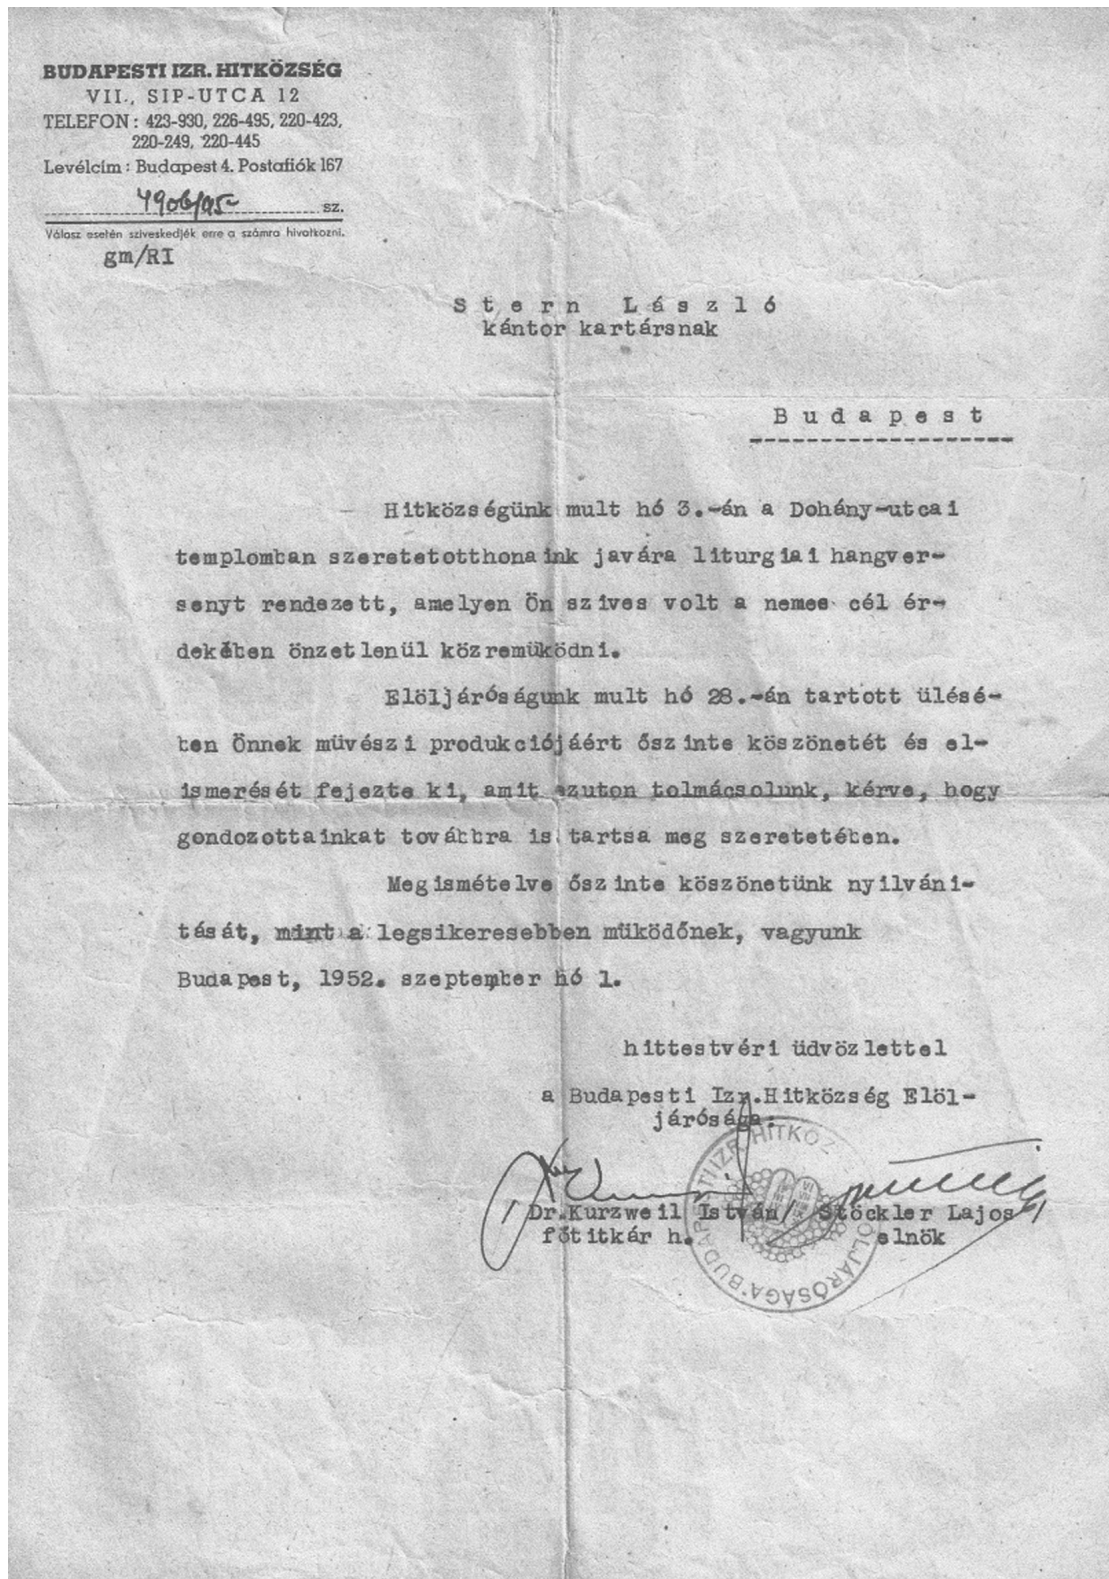 BUDAPESTI IZR. HITKÖZSÉG
VII., SIP-UTCA 12
TELEFON: 423-930, 226-495, 220-423,
220-249, 220-445
Levélcím: Budapest 4. Postafiók 167
sz.
Válasz esetén sziveskedjék erre a számra hivatkozni.
gm/RI
Stern László
kántor kartársnak
Budapest
Hitközségünk mult hó 3.-án a Dohány-utcai
templomban szeretetotthonaink javára liturgiai hangver-
senyt rendezett, amelyen Ön szives volt a nemes cél ér-
dekében önzetlenül közremüködni.
Elöljáróságunk mult hó 28.-án tartott ülésé-
ben Önnek müvészi produkciójáért őszinte köszönetét és el-
ismerését fejezte ki, amit ezuton tolmácsolunk, kérve, hogy
gondozottainkat továbbra is tartsa meg szeretetében.
Megismételve őszinte köszönetünk nyilváni-
tását, mint a legsikeresebben müködőnek, vagyunk
Budapest, 1952. szeptember hó 1.
hittestvéri üdvözlettel
a Budapesti Izr.Hitközség Elöl-
járósága:
Dr.Kurzweil István/ Stöckler Lajos
főtitkár h. elnök
BUDAPESTI IZR HITKÖZ OLJÁRÓSÁGA